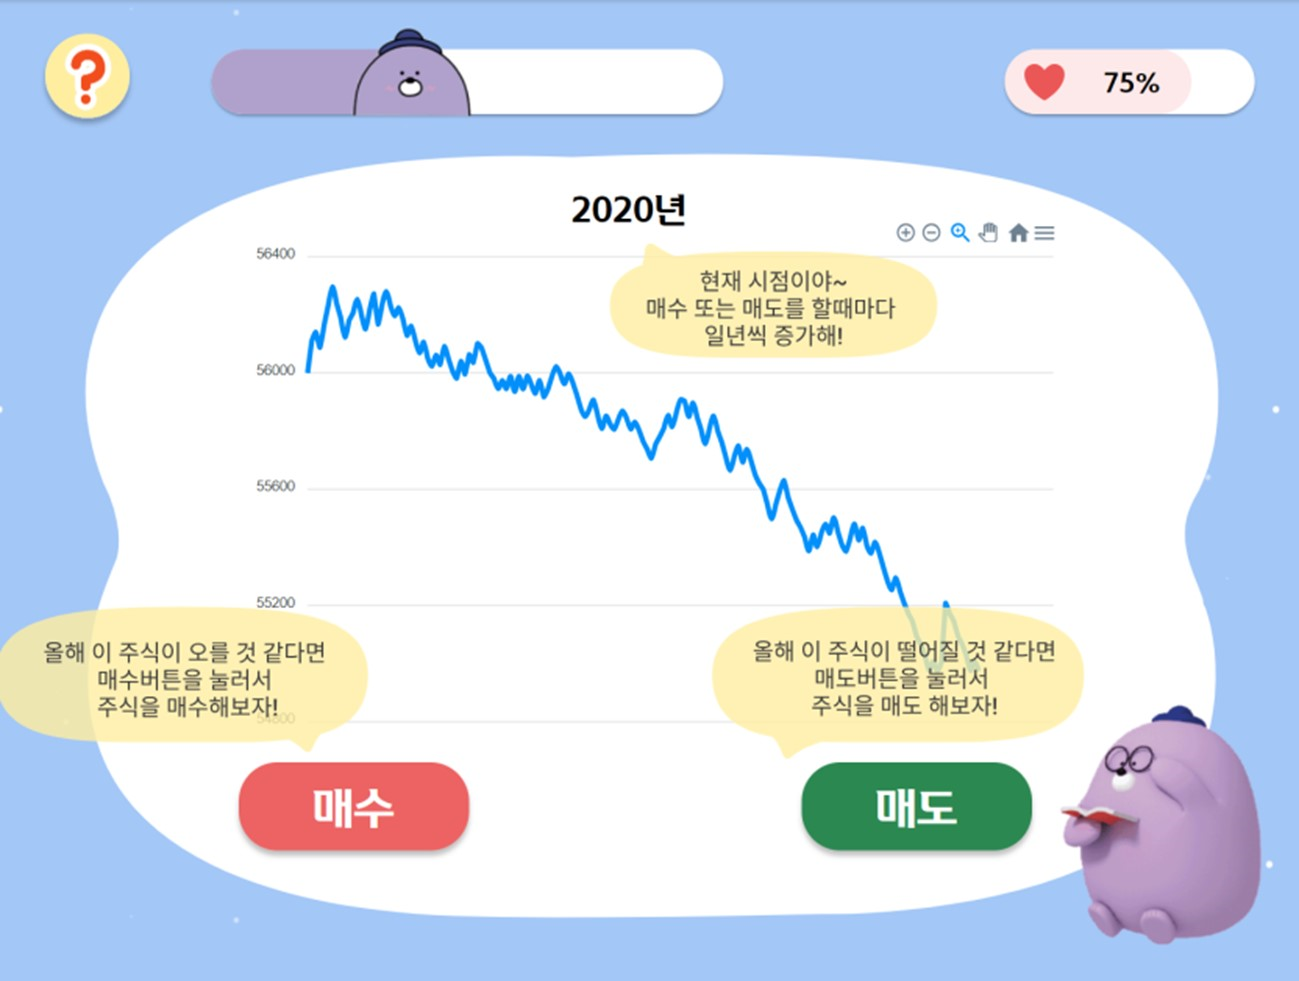 ?
75%
2020년
56400
현재 시점이야~
매수 또는 매도를 할때마다
일년씩 증가해!
56000
55600
55200
올해 이 주식이 오를 것 같다면
매수버튼을 눌러서
주식을 매수해보자!
올해 이 주식이 떨어질 것 같다면
매도버튼을 눌러서
주식을 매도 해보자!
54800
매수
매도